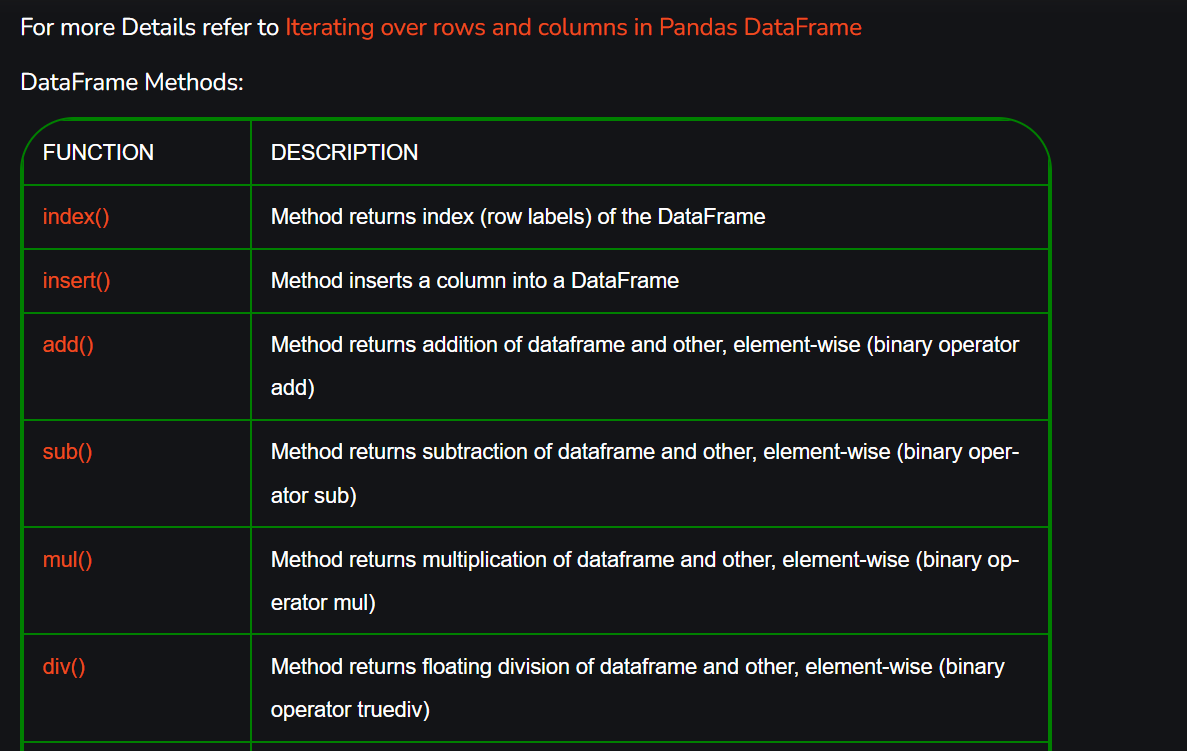 For more Details refer to Iterating over rows and columns in Pandas DataFrame
DataFrame Methods:
FUNCTION DESCRIPTION
index() Method returns index (row labels) of the DataFrame
insert() Method inserts a column into a DataFrame
add() Method returns addition of dataframe and other, element-wise (binary operator
add)
sub() Method returns subtraction of dataframe and other, element-wise (binary oper-
ator sub)
mul() Method returns multiplication of dataframe and other, element-wise (binary op-
erator mul)
div() Method returns floating division of dataframe and other, element-wise (binary
operator truediv)